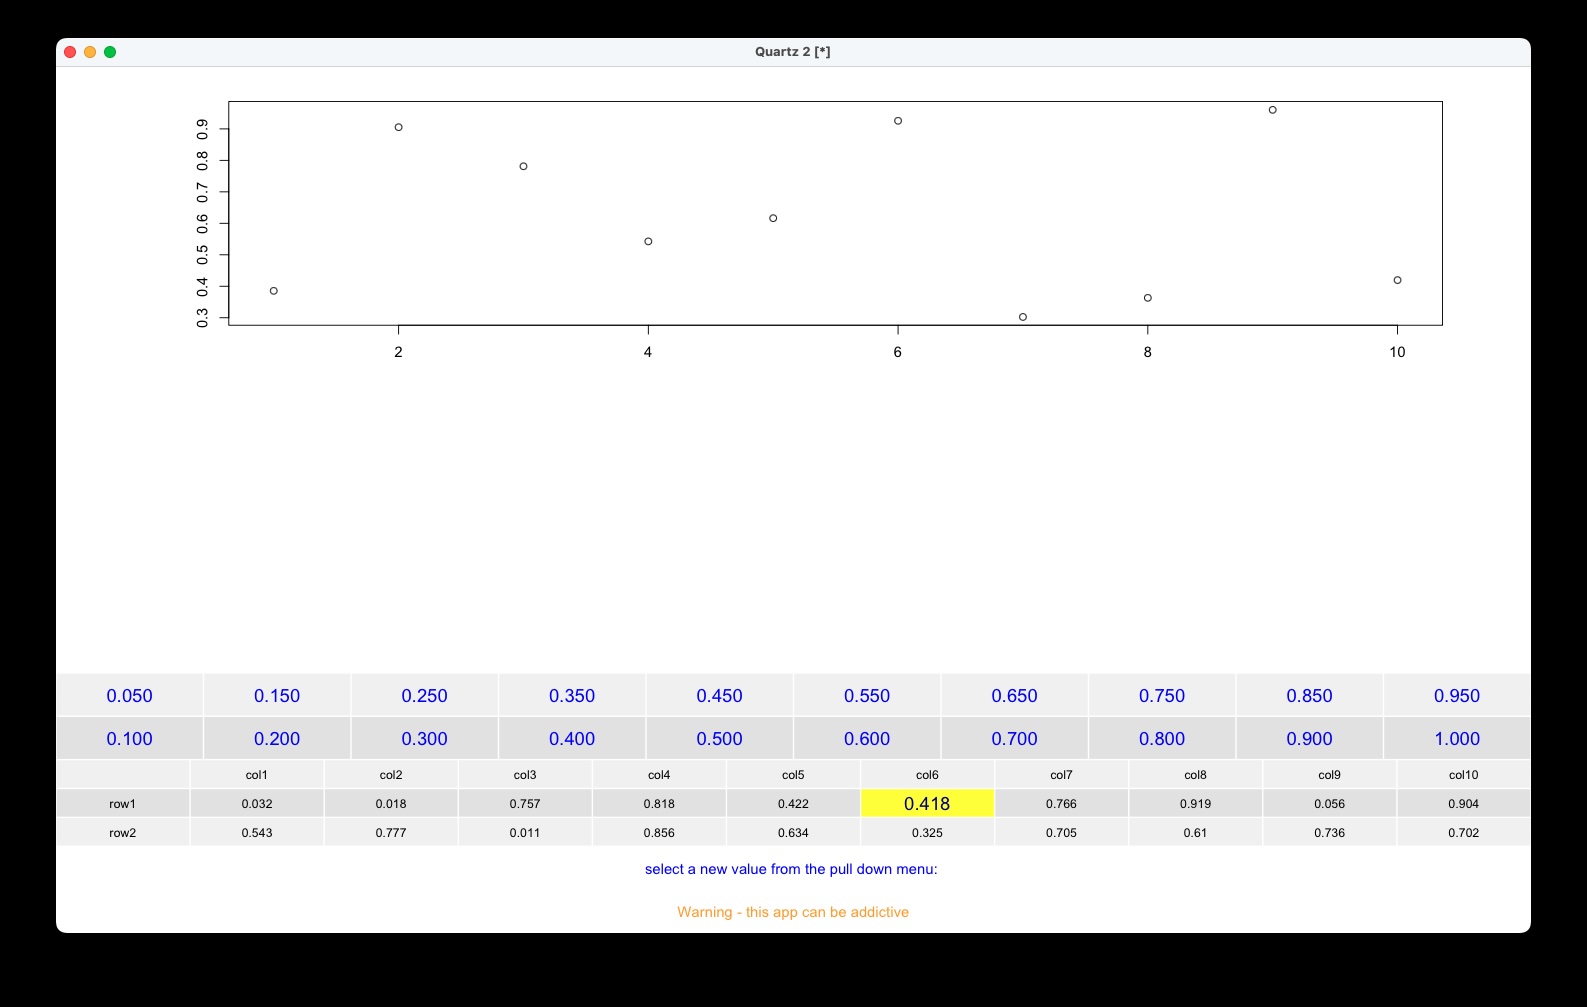 Quartz 2 [*]
0.9
0.8
0.7
0.6
0.5
0.4
0.3
2 4 6 8 10
0.050 0.150 0.250 0.350 0.450 0.550 0.650 0.750 0.850 0.950
0.100 0.200 0.300 0.400 0.500 0.600 0.700 0.800 0.900 1.000
col1 col2 col3 col4 col5 col6 col7 col8 col9 col10
row1 0.032 0.018 0.757 0.818 0.422 0.418 0.766 0.919 0.056 0.904
row2 0.543 0.777 0.011 0.856 0.634 0.325 0.705 0.61 0.736 0.702
select a new value from the pull down menu:
Warning - this app can be addictive